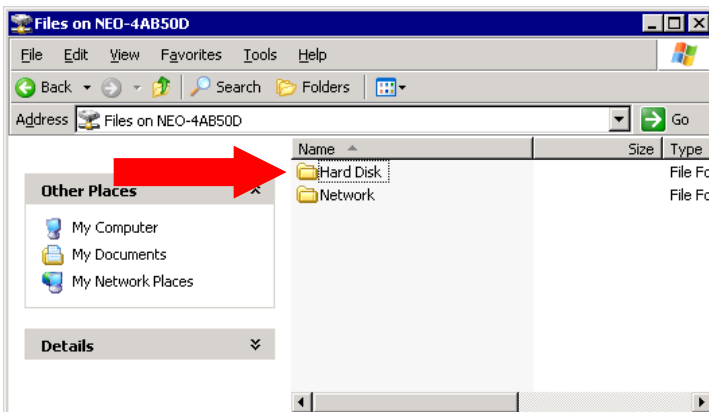 Files on NEO-4AB50D
File Edit View Favorites Tools Help
Back Search Folders
Address Files on NEO-4AB50D Go
Name Size Type
Hard Disk File Fo
Network File Fo
Other Places
My Computer
My Documents
My Network Places
Details